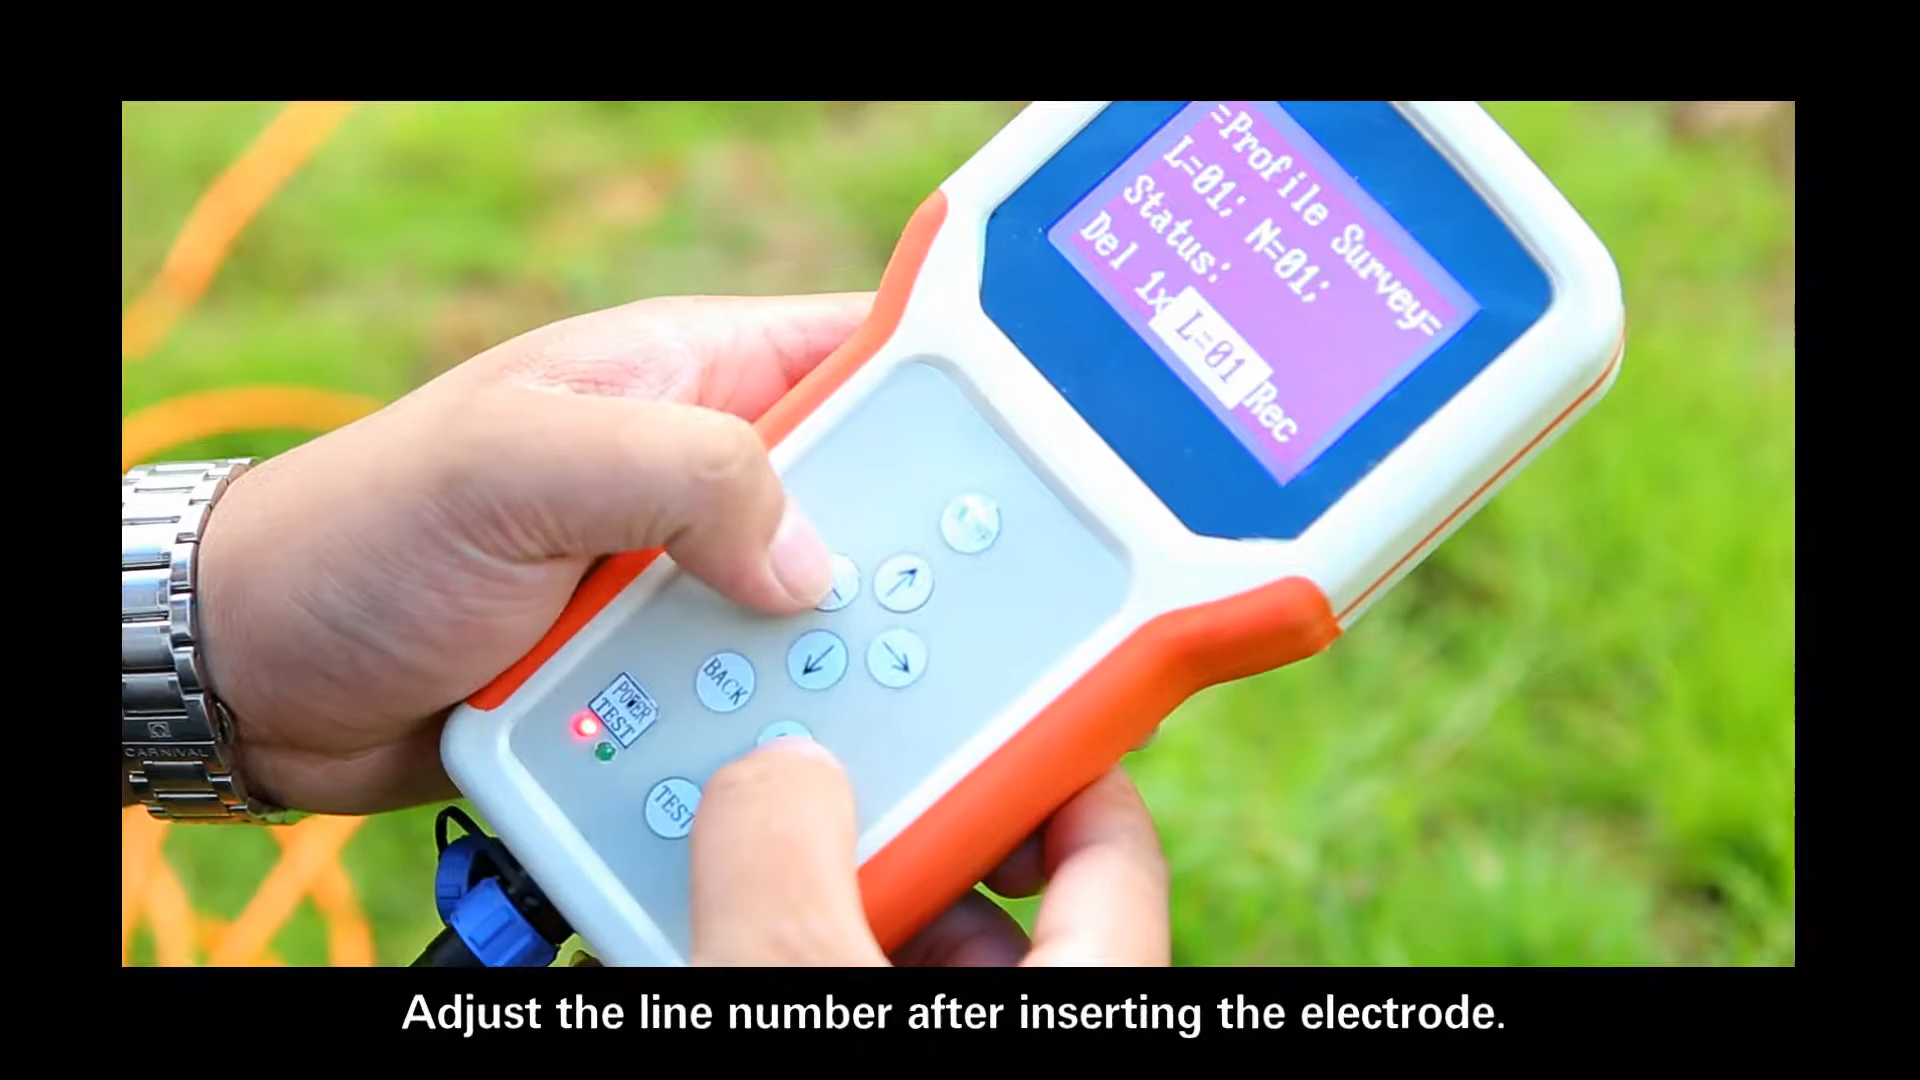 =Profile Survey=
L=01; N=01;
Status:
Del 1x L=01 Rec
BACK
POWER
TEST
TEST
CARNIVAL
Adjust the line number after inserting the electrode.